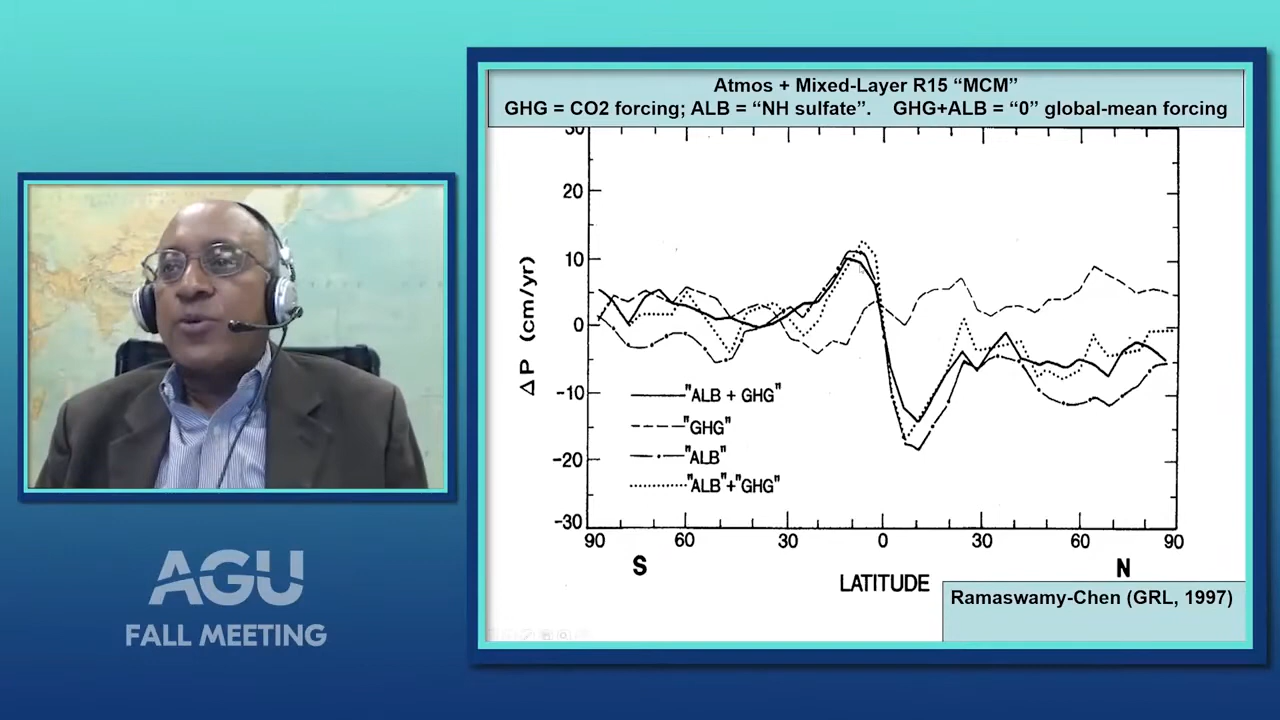 Atmos + Mixed-Layer R15 “MCM”
GHG = CO2 forcing; ALB = “NH sulfate”. GHG+ALB = “0” global-mean forcing
30
20
10
0
-10
-20
-30
ΔP (cm/yr)
"ALB + GHG"
"GHG"
"ALB"
"ALB"+"GHG"
90 60 30 0 30 60 90
S N
LATITUDE
Ramaswamy-Chen (GRL, 1997)
AGU
FALL MEETING